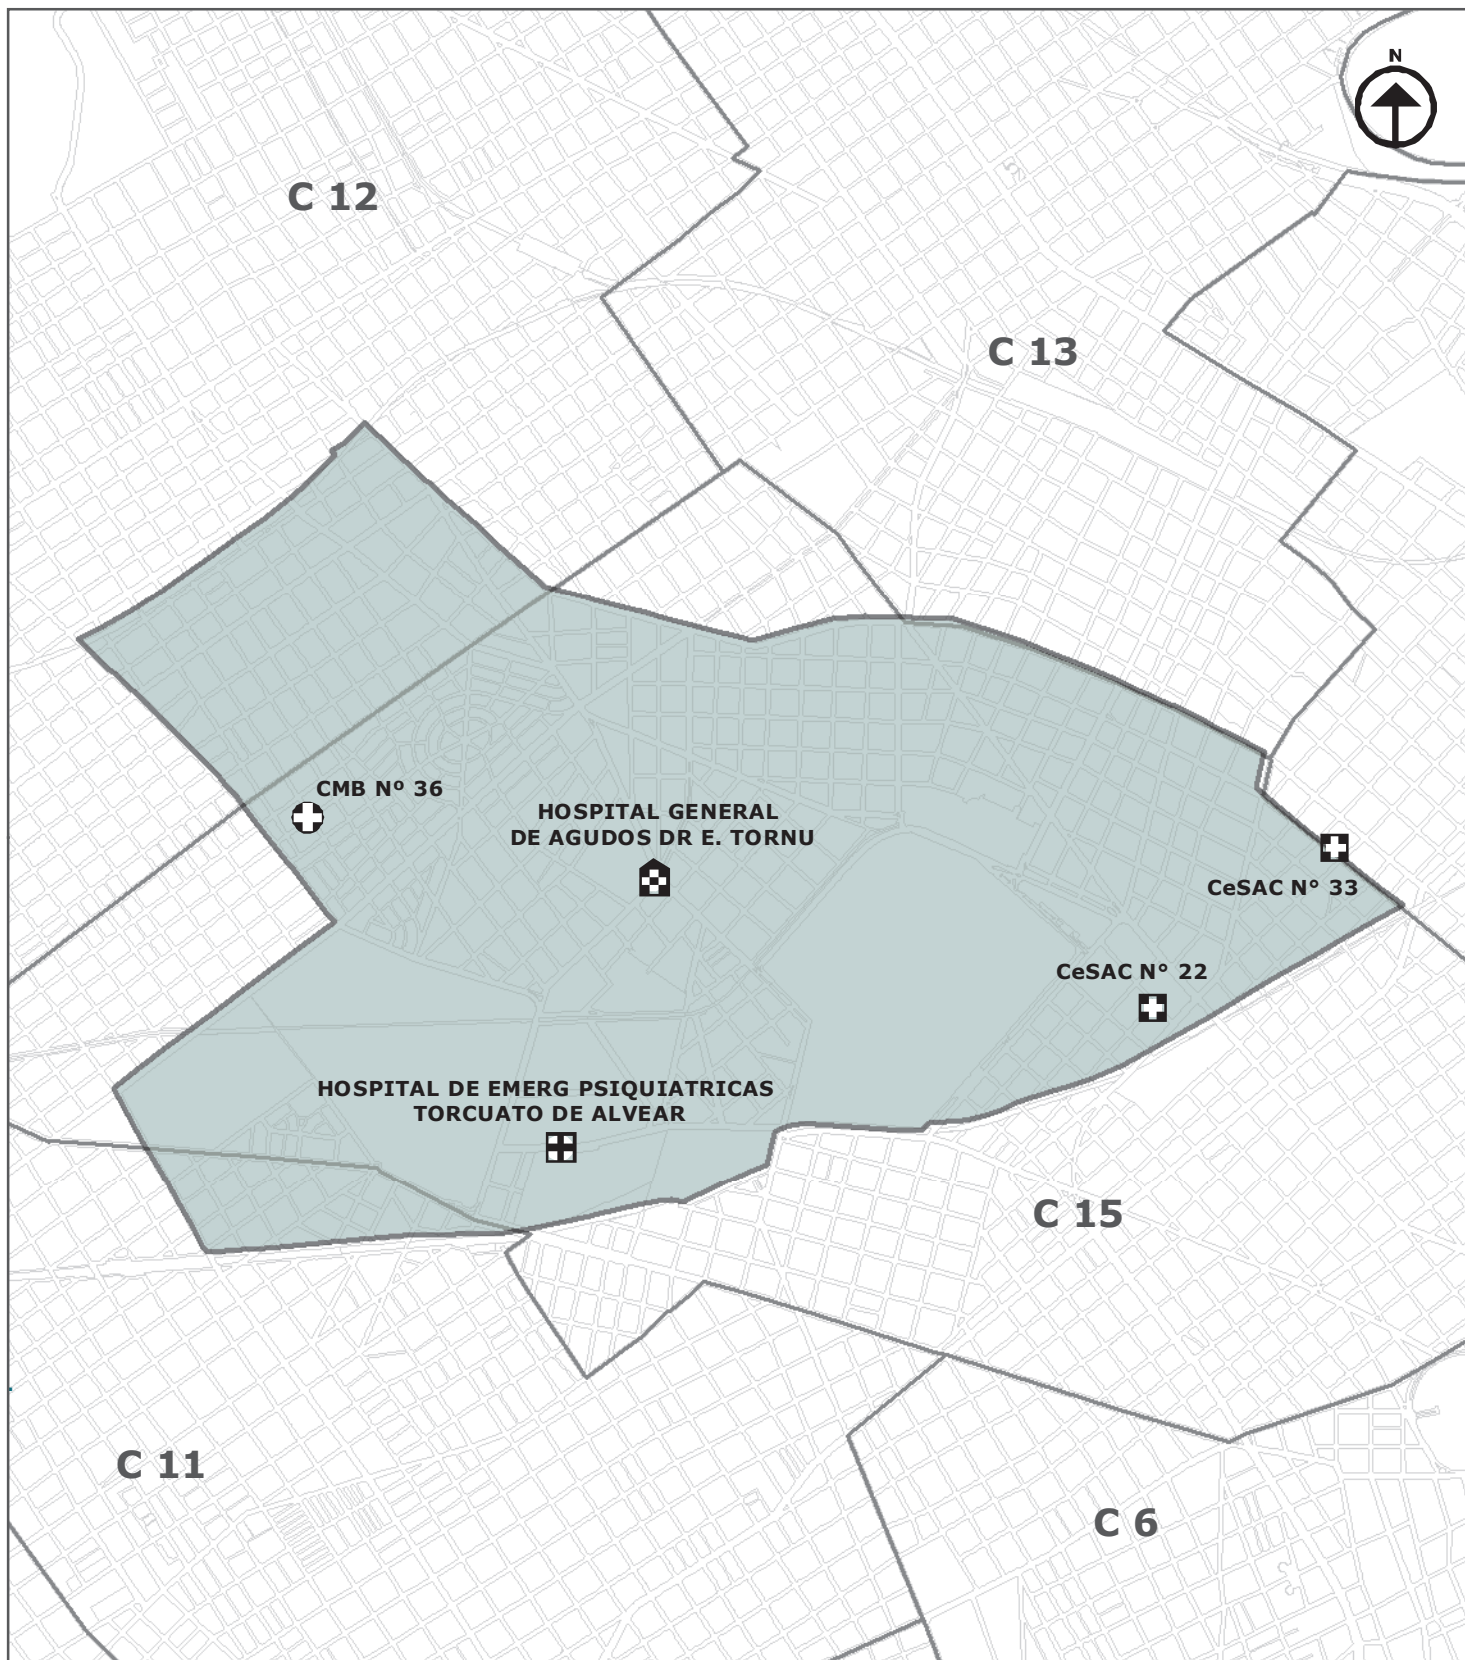 N
C 12
C 13
CMB Nº 36
HOSPITAL GENERAL
DE AGUDOS DR E. TORNU
CeSAC N° 33
CeSAC N° 22
HOSPITAL DE EMERG PSIQUIATRICAS
TORCUATO DE ALVEAR
C 15
C 11
C 6